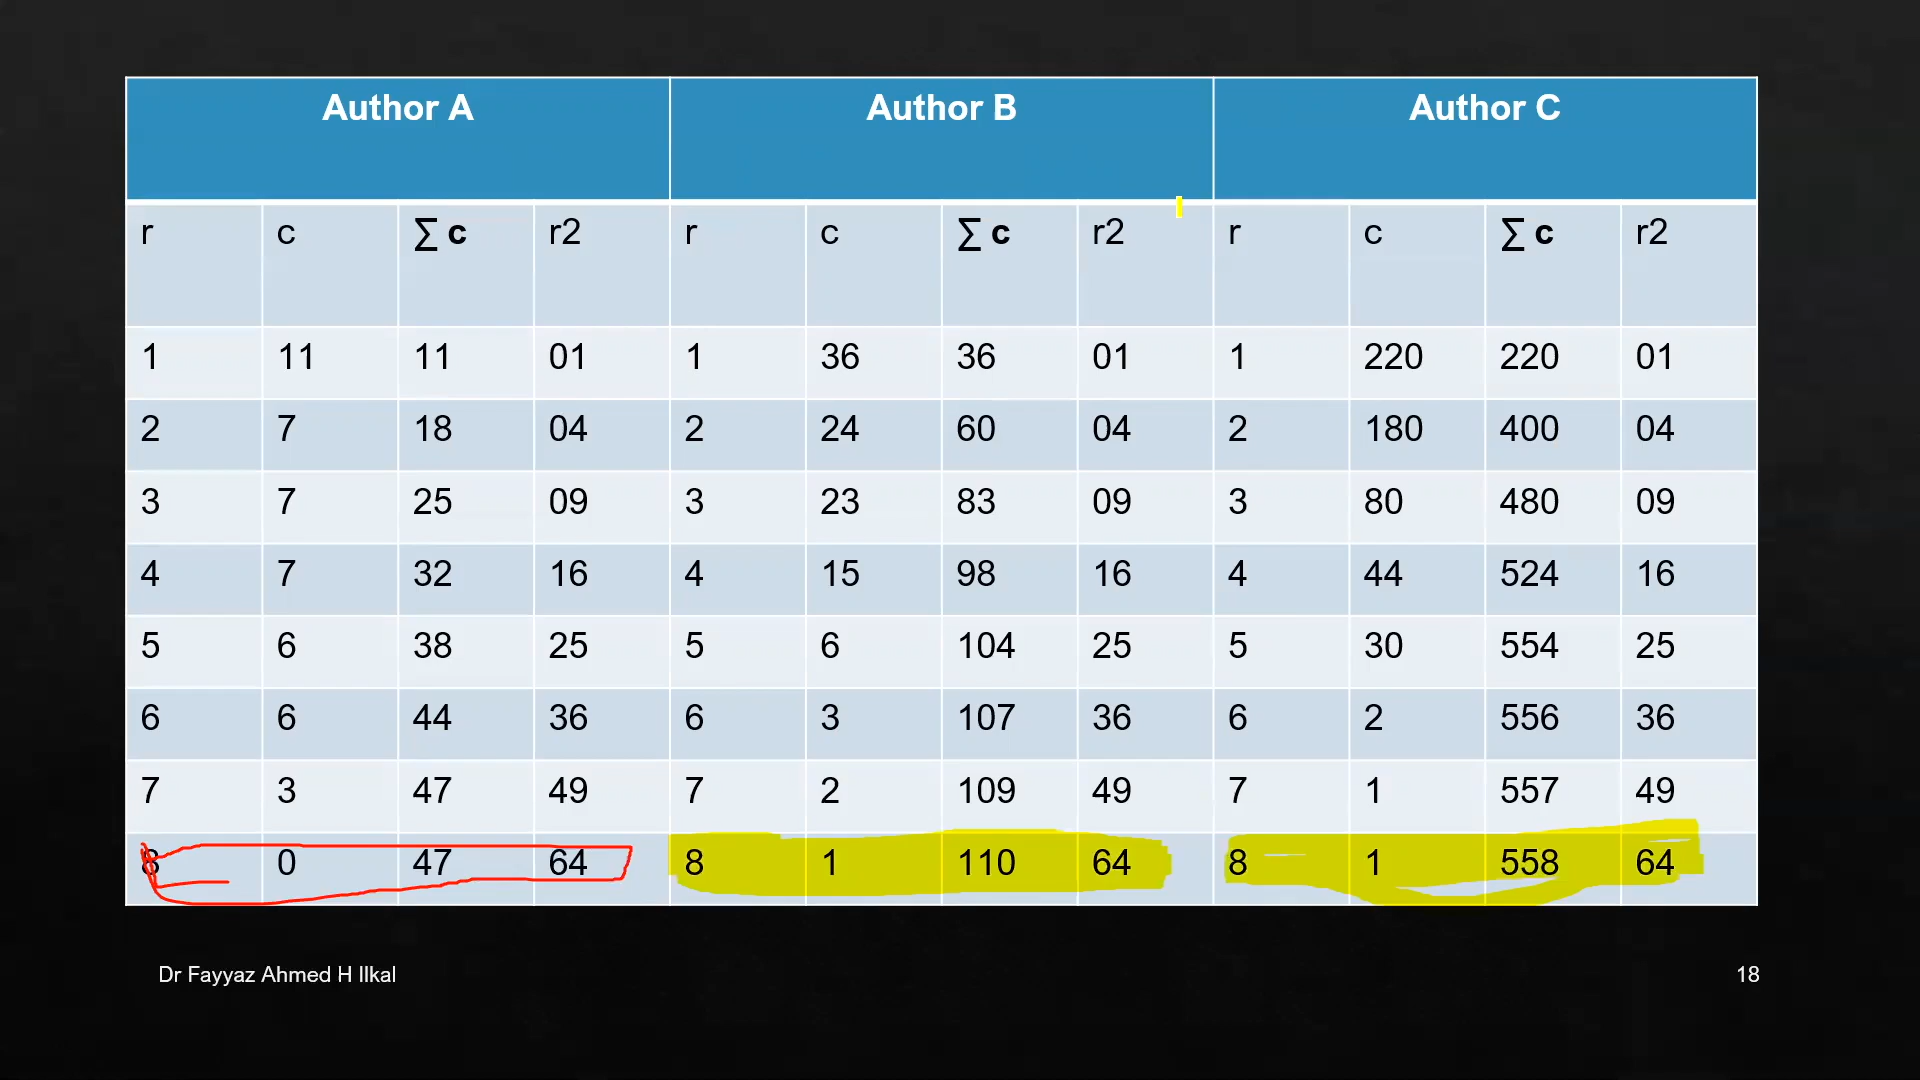 Author A Author B Author C
r c ∑ c r2 r c ∑ c r2 r c ∑ c r2
1 11 11 01 1 36 36 01 1 220 220 01
2 7 18 04 2 24 60 04 2 180 400 04
3 7 25 09 3 23 83 09 3 80 480 09
4 7 32 16 4 15 98 16 4 44 524 16
5 6 38 25 5 6 104 25 5 30 554 25
6 6 44 36 6 3 107 36 6 2 556 36
7 3 47 49 7 2 109 49 7 1 557 49
8 0 47 64 8 1 110 64 8 1 558 64
Dr Fayyaz Ahmed H Ilkal 18